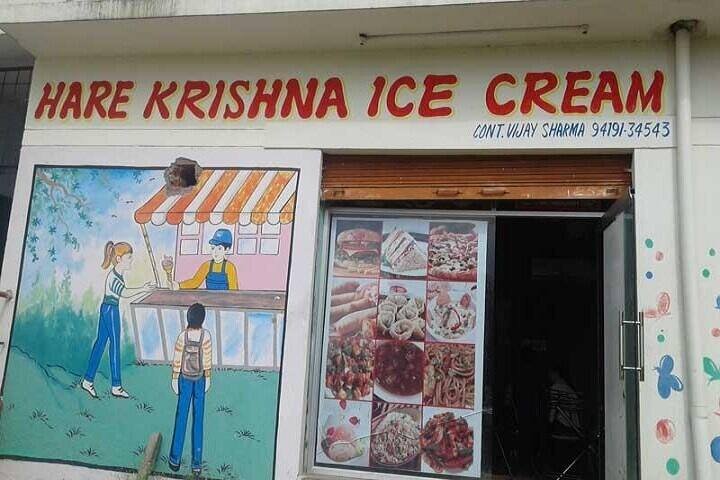 HARE KRISHNA ICE CREAM
CONT. VIJAY SHARMA 94191-34543